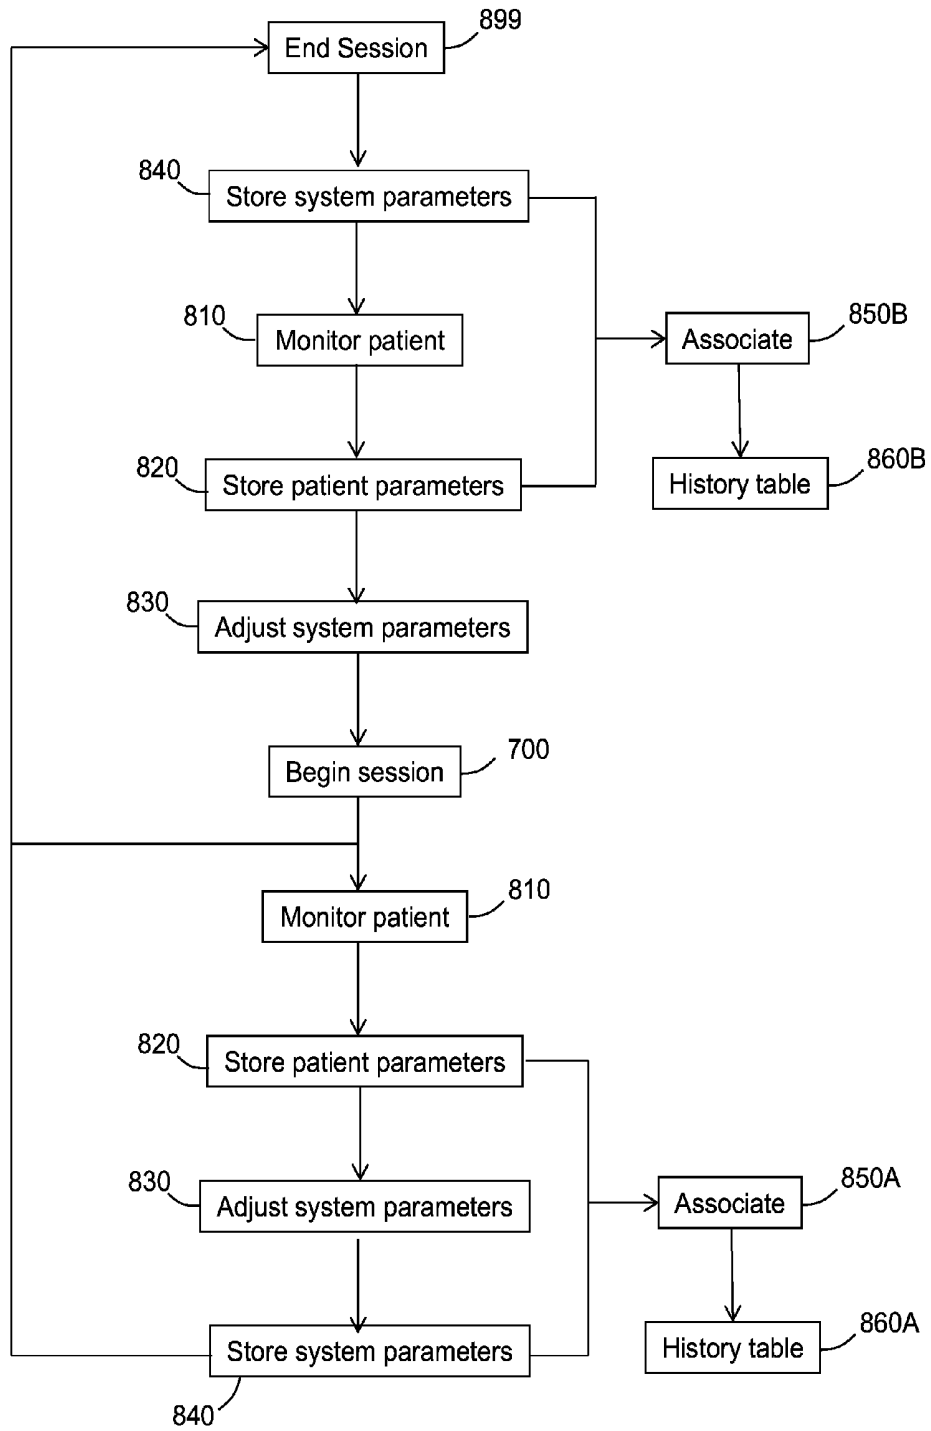 899
End Session
840
Store system parameters
810
Monitor patient
850B
Associate
820
Store patient parameters
860B
History table
830
Adjust system parameters
700
Begin session
810
Monitor patient
820
Store patient parameters
830
Adjust system parameters
850A
Associate
860A
History table
Store system parameters
840